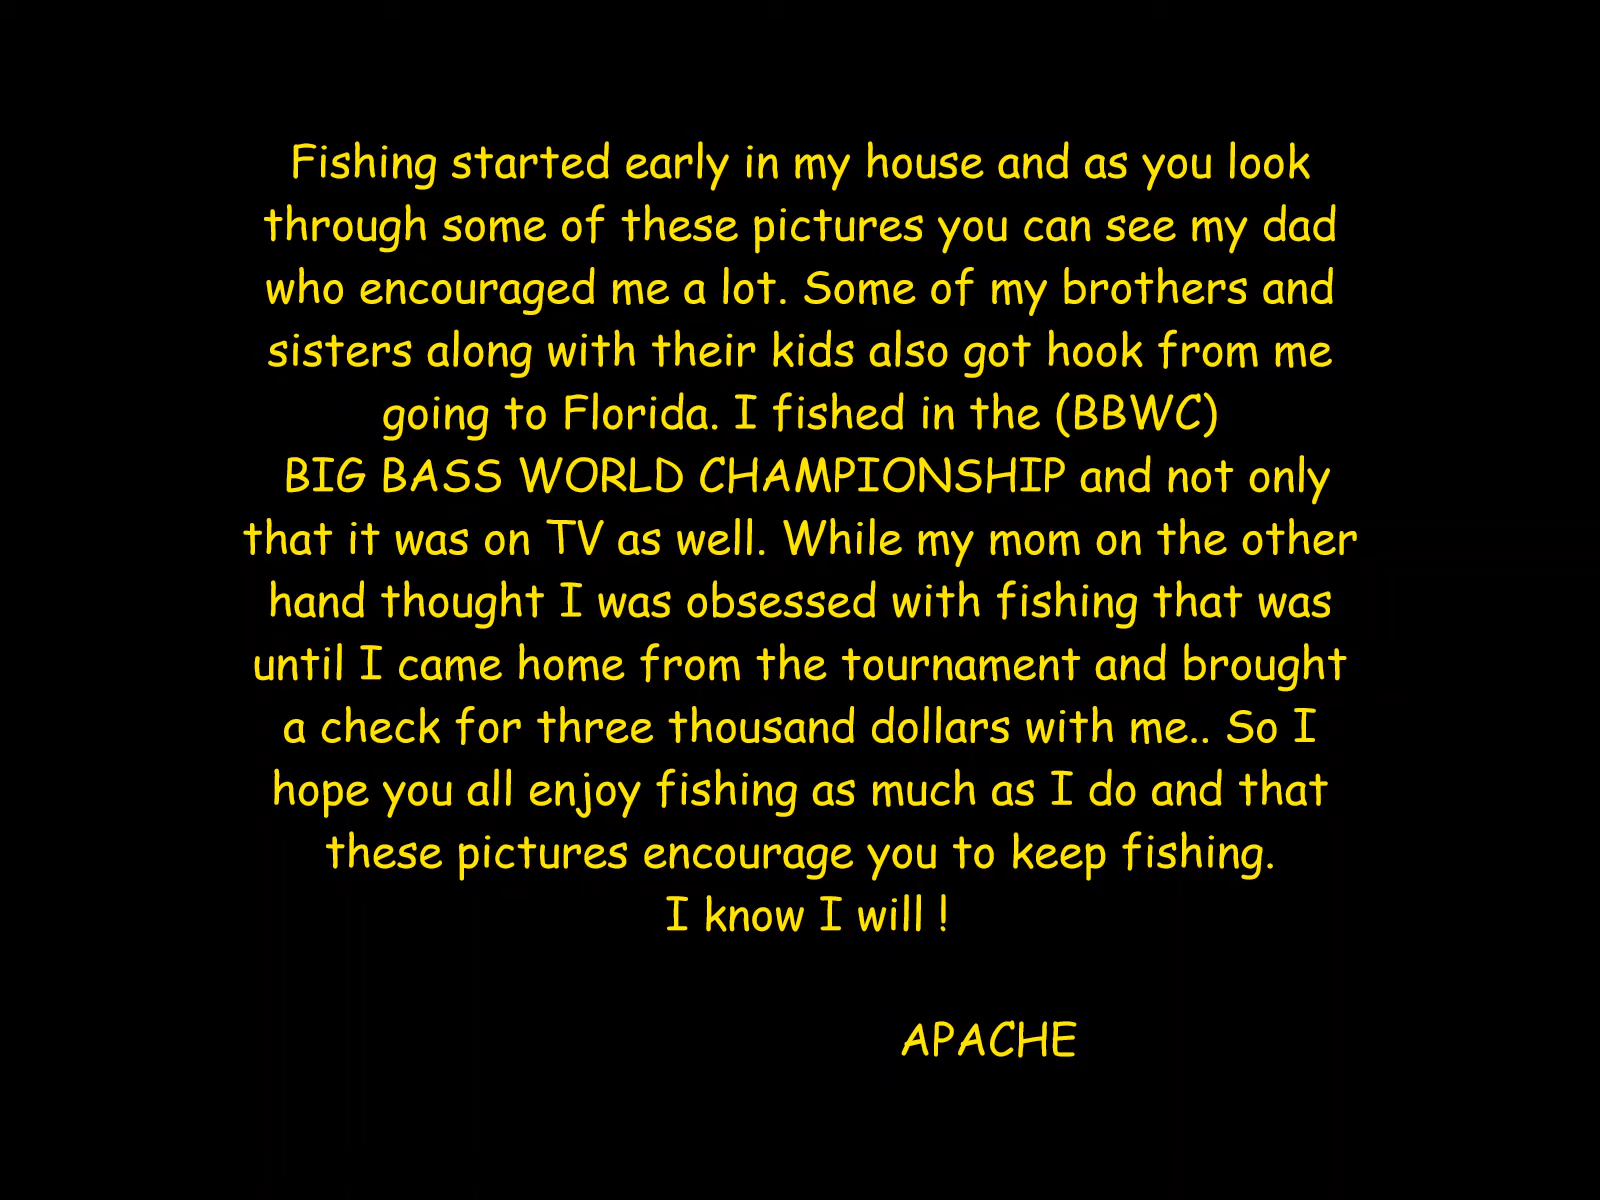 Fishing started early in my house and as you look
through some of these pictures you can see my dad
who encouraged me a lot. Some of my brothers and
sisters along with their kids also got hook from me
going to Florida. I fished in the (BBWC)
BIG BASS WORLD CHAMPIONSHIP and not only
that it was on TV as well. While my mom on the other
hand thought I was obsessed with fishing that was
until I came home from the tournament and brought
a check for three thousand dollars with me.. So I
hope you all enjoy fishing as much as I do and that
these pictures encourage you to keep fishing.
I know I will !
APACHE